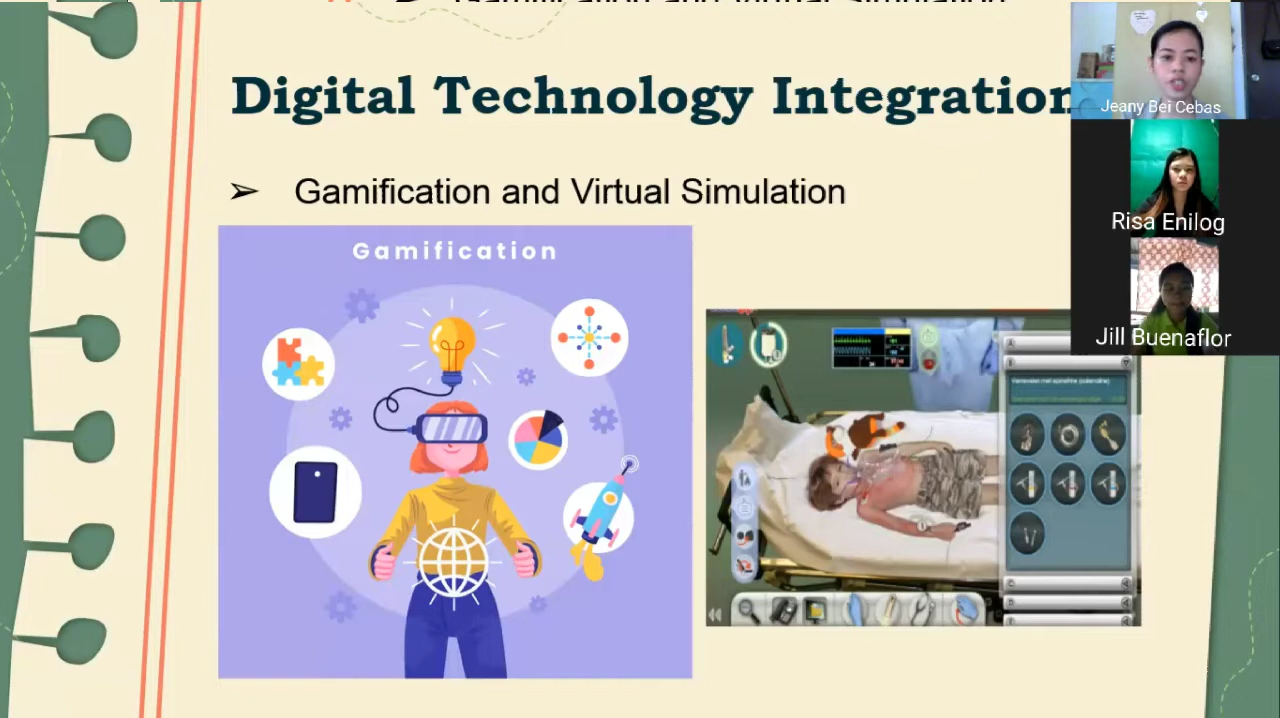 Digital Technology Integration
➢ Gamification and Virtual Simulation
Gamification
Jeany Bei Cebas
Risa Enilog
Jill Buenaflor